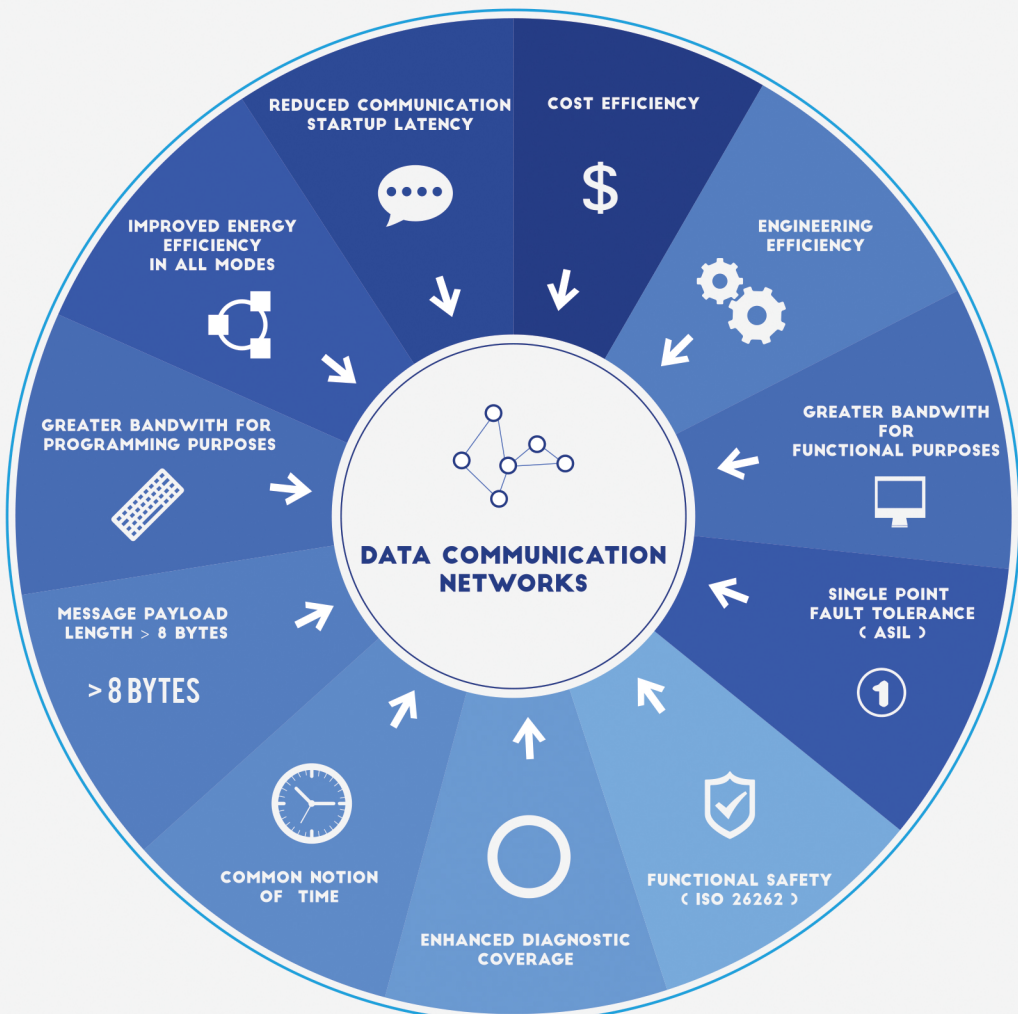 REDUCED COMMUNICATION
STARTUP LATENCY
COST EFFICIENCY
$
ENGINEERING
EFFICIENCY
GREATER BANDWITH
FOR
FUNCTIONAL PURPOSES
SINGLE POINT
FAULT TOLERANCE
( ASIL )
1
FUNCTIONAL SAFETY
( ISO 26262 )
ENHANCED DIAGNOSTIC
COVERAGE
COMMON NOTION
OF TIME
MESSAGE PAYLOAD
LENGTH > 8 BYTES
> 8 BYTES
GREATER BANDWITH FOR
PROGRAMMING PURPOSES
IMPROVED ENERGY
EFFICIENCY
IN ALL MODES
DATA COMMUNICATION
NETWORKS